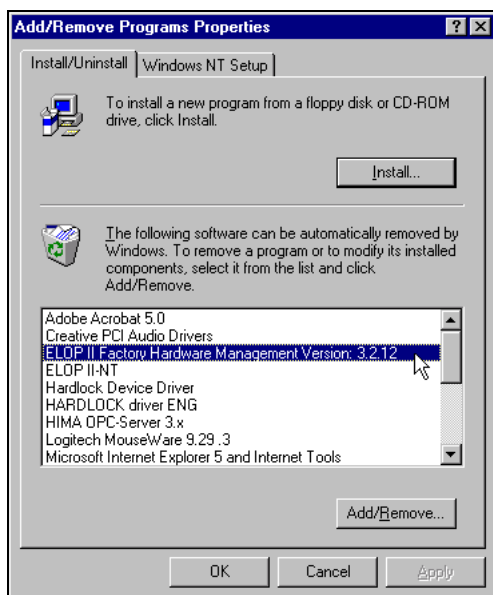 Add/Remove Programs Properties
Install/Uninstall
Windows NT Setup
To install a new program from a floppy disk or CD-ROM
drive, click Install.
Install...
The following software can be automatically removed by
Windows. To remove a program or to modify its installed
components, select it from the list and click
Add/Remove.
Adobe Acrobat 5.0
Creative PCI Audio Drivers
ELOP II Factory Hardware Management Version: 3.2.12
ELOP II-NT
Hardlock Device Driver
HARDLOCK driver ENG
HIMA OPC-Server 3.x
Logitech MouseWare 9.29 .3
Microsoft Internet Explorer 5 and Internet Tools
Add/Remove...
OK
Cancel
Apply